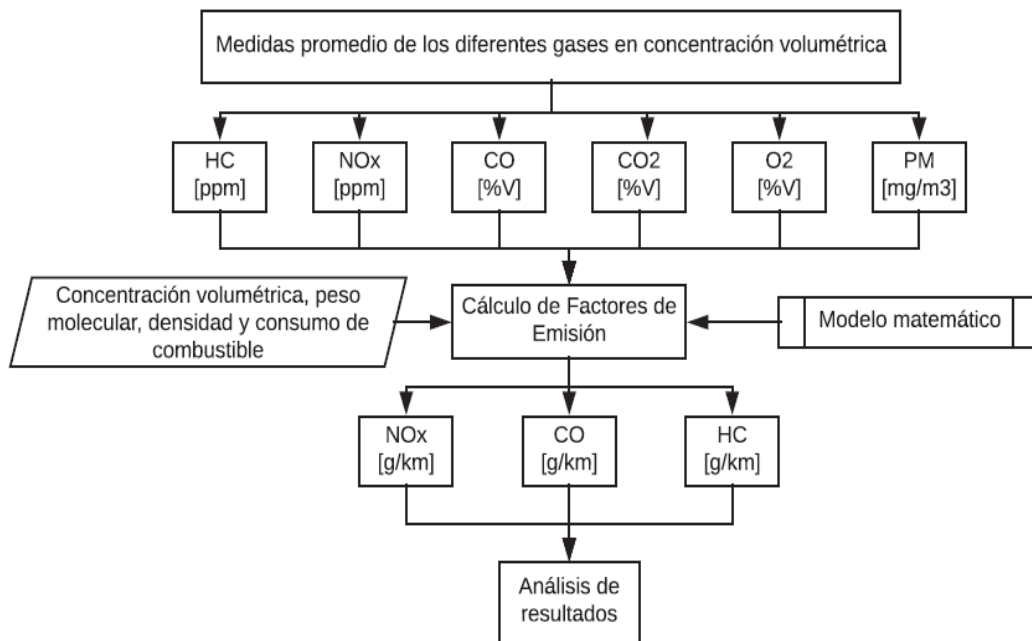 Medidas promedio de los diferentes gases en concentración volumétrica
HC
[ppm]
NOx
[ppm]
CO
[%V]
CO2
[%V]
O2
[%V]
PM
[mg/m3]
Concentración volumétrica, peso
molecular, densidad y consumo de
combustible
Cálculo de Factores de
Emisión
Modelo matemático
NOx
[g/km]
CO
[g/km]
HC
[g/km]
Análisis de
resultados